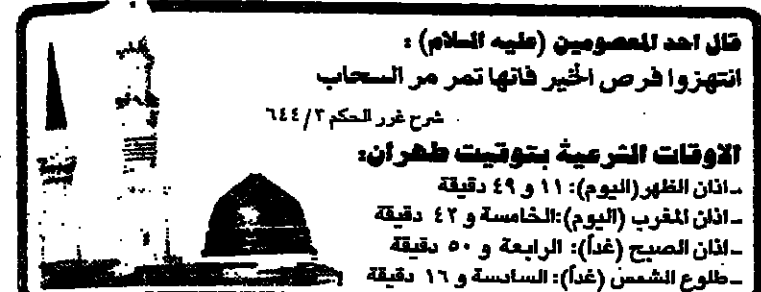 قال احد المعصومين (عليه السلام) :
انتهزوا فرص الخير فانها تمر مر السحاب
شرح غرر الحكم ٦٤٤/٣
الاوقات الشرعية بتوقيت طهران:
ـ اذان الظهر (اليوم): ١١ و ٤٩ دقيقة
ـ اذان المغرب (اليوم): الخامسة و ٤٢ دقيقة
ـ اذان الصبح (غداً): الرابعة و ٥٠ دقيقة
ـ طلوع الشمس (غداً): السادسة و ١٦ دقيقة